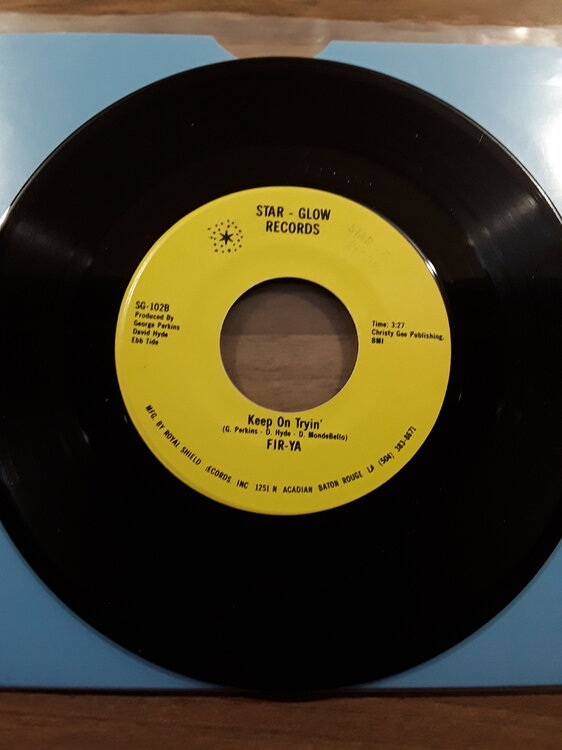 STAR - GLOW
RECORDS
SG-102B
Produced By
George Perkins
David Hyde
Ebb Tide
Time: 3:27
Christy Gee Publishing,
BMI
Keep On Tryin'
(G. Perkins - D. Hyde - D. MondeBello)
FIR-YA
MFG. BY ROYAL SHIELD RECORDS, INC 1251 N ACADIAN BATON ROUGE LA (504) 383-8671